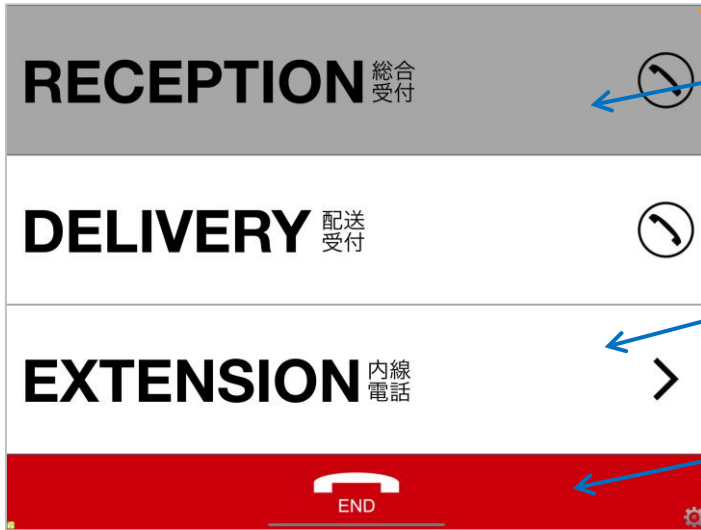 RECEPTION 総合
受付
DELIVERY 配送
受付
EXTENSION 内線
電話
END